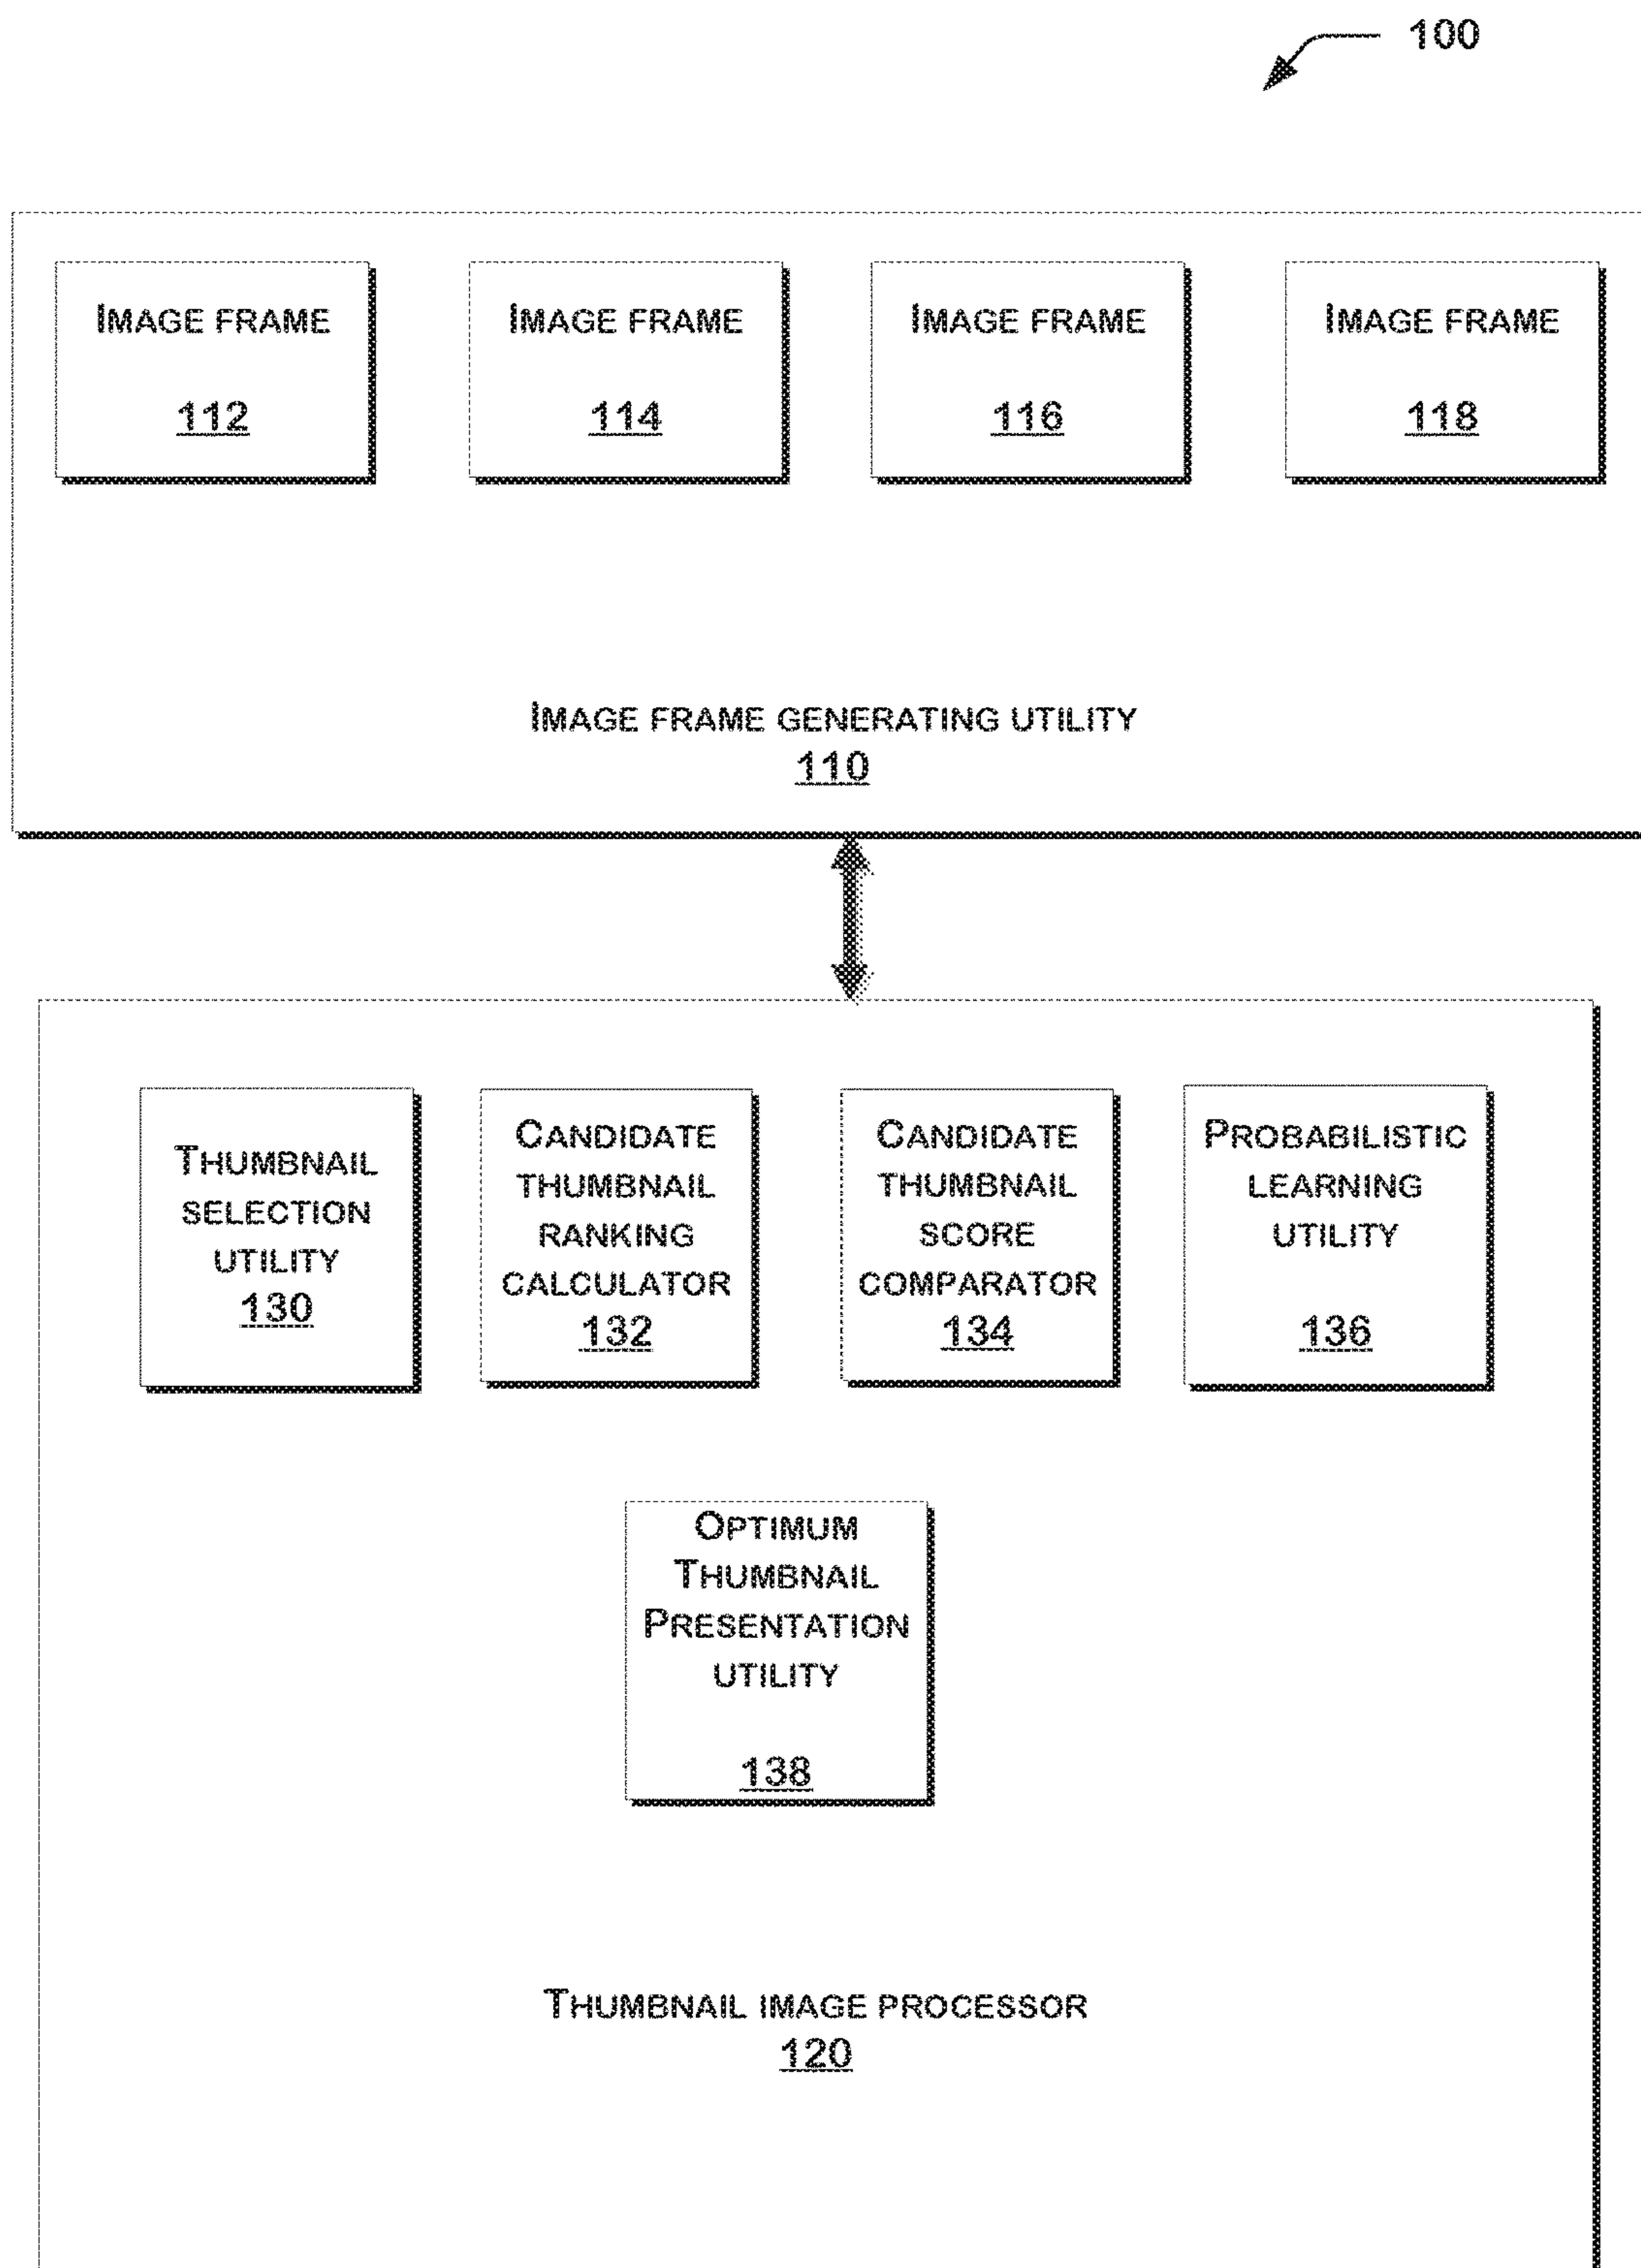 100
IMAGE FRAME
112
IMAGE FRAME
114
IMAGE FRAME
116
IMAGE FRAME
118
IMAGE FRAME GENERATING UTILITY
110
THUMBNAIL
SELECTION
UTILITY
130
CANDIDATE
THUMBNAIL
RANKING
CALCULATOR
132
CANDIDATE
THUMBNAIL
SCORE
COMPARATOR
134
PROBABILISTIC
LEARNING
UTILITY
136
OPTIMUM
THUMBNAIL
PRESENTATION
UTILITY
138
THUMBNAIL IMAGE PROCESSOR
120